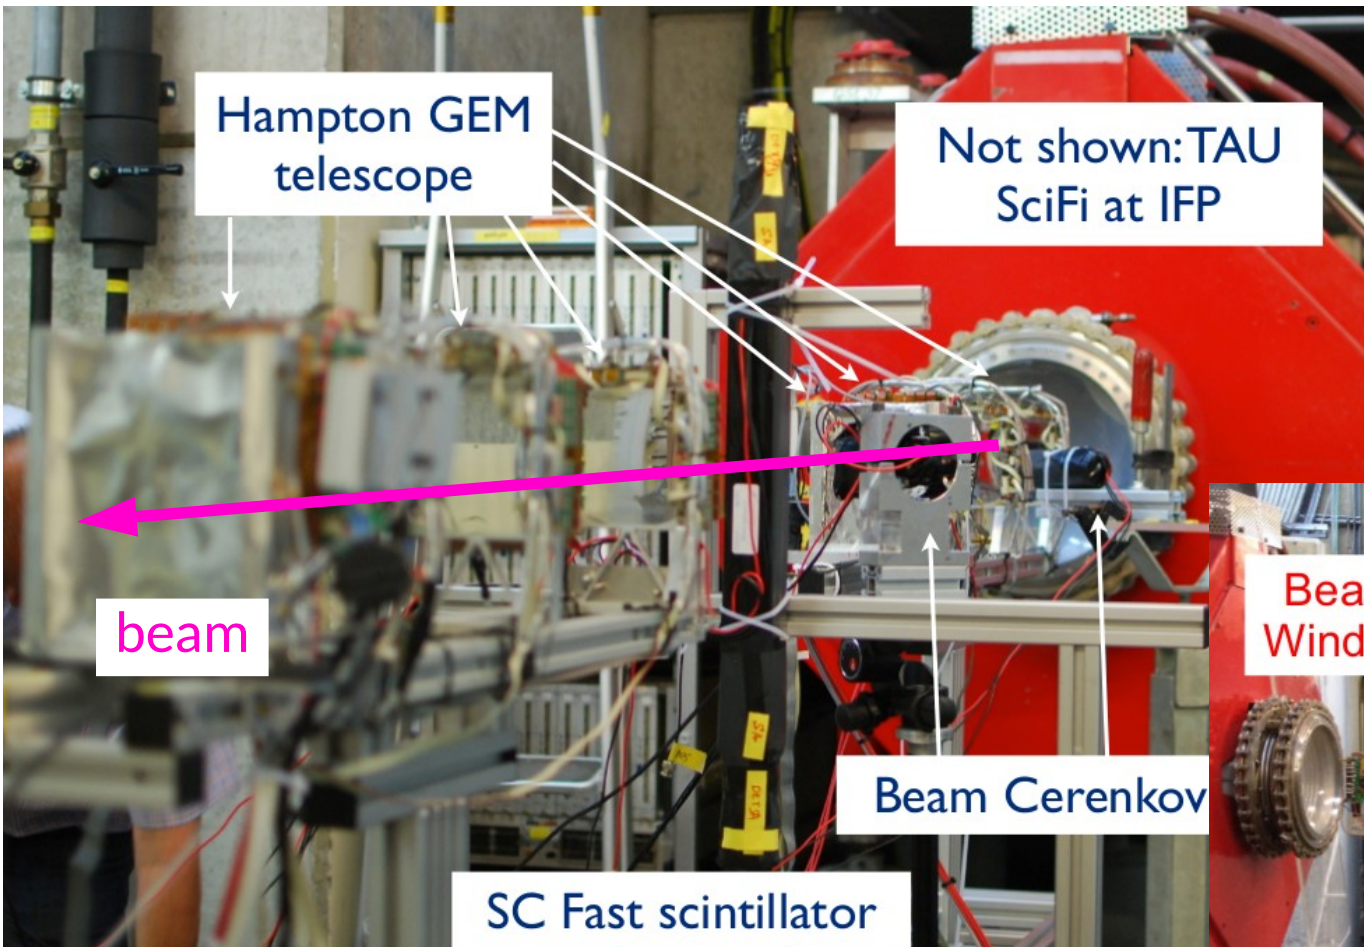 Hampton GEM
telescope
Not shown: TAU
SciFi at IFP
beam
Beam Cerenkov
SC Fast scintillator